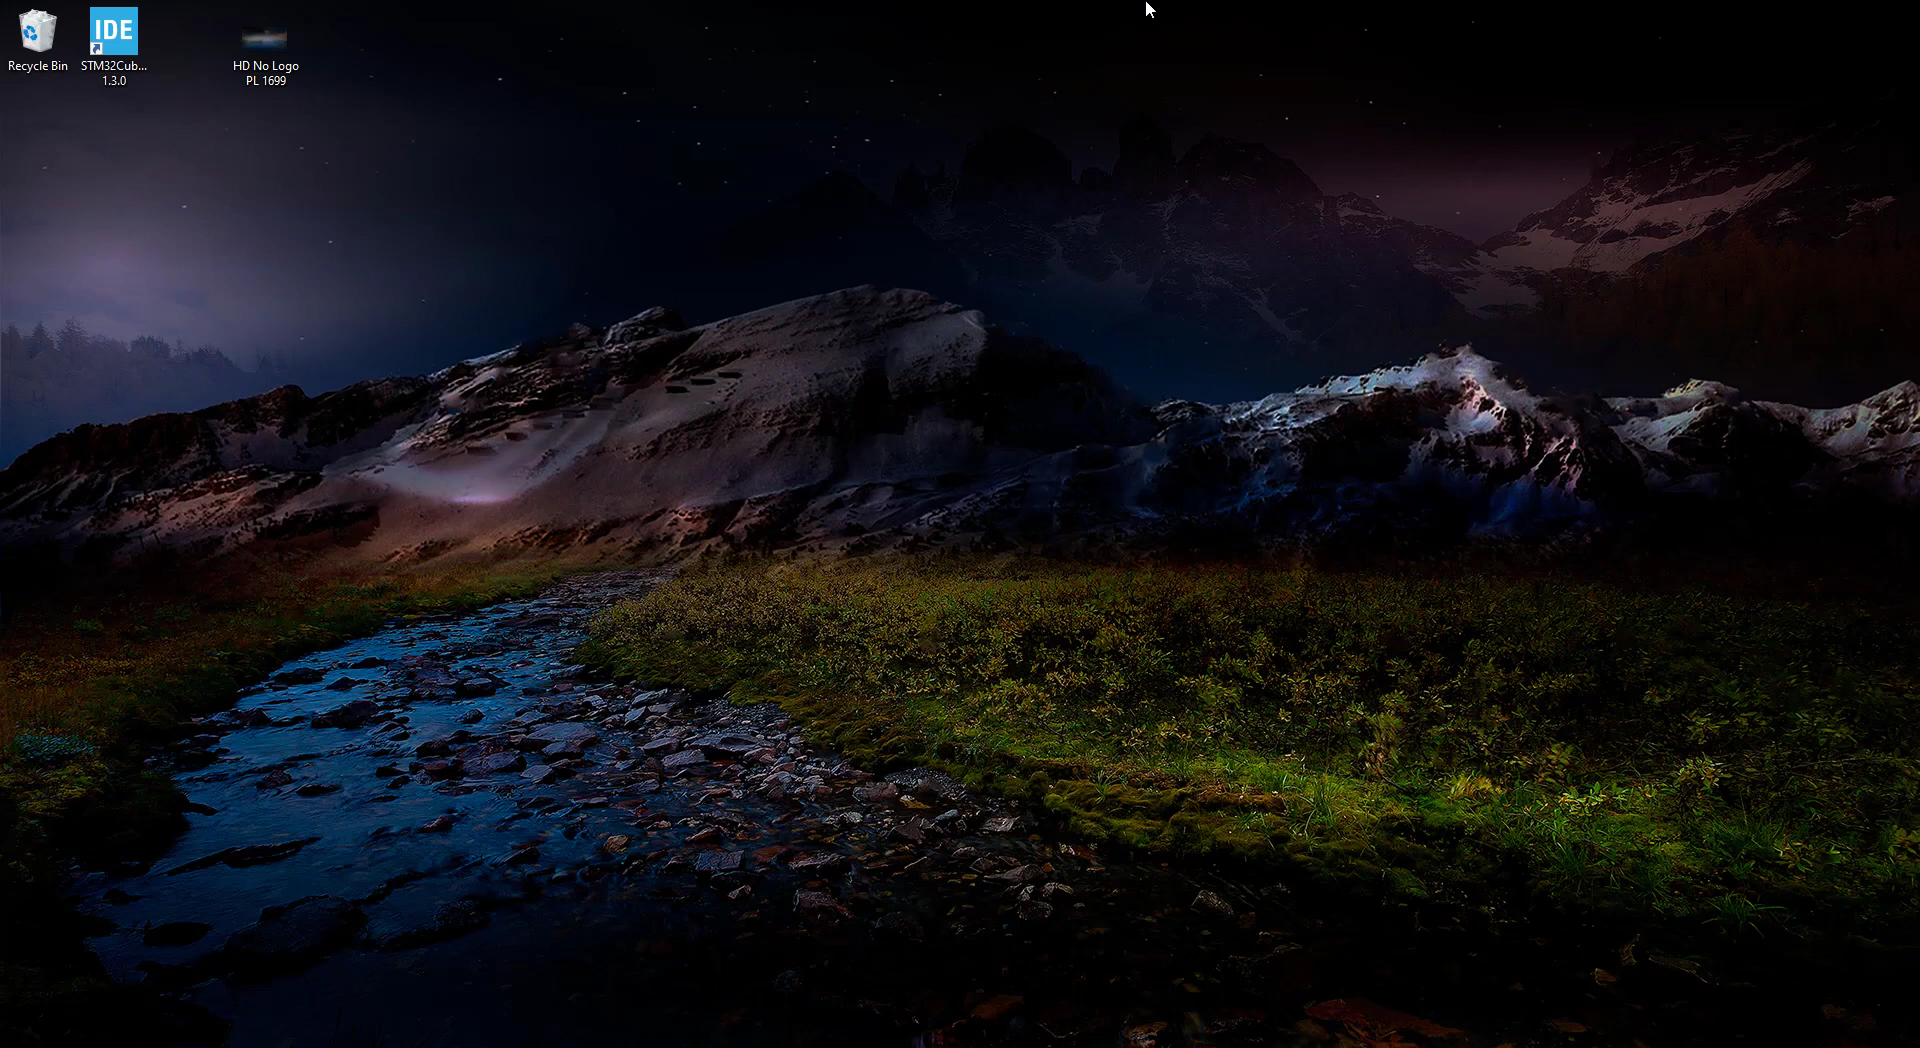 Recycle Bin
IDE
STM32Cub...
1.3.0
HD No Logo
PL 1699